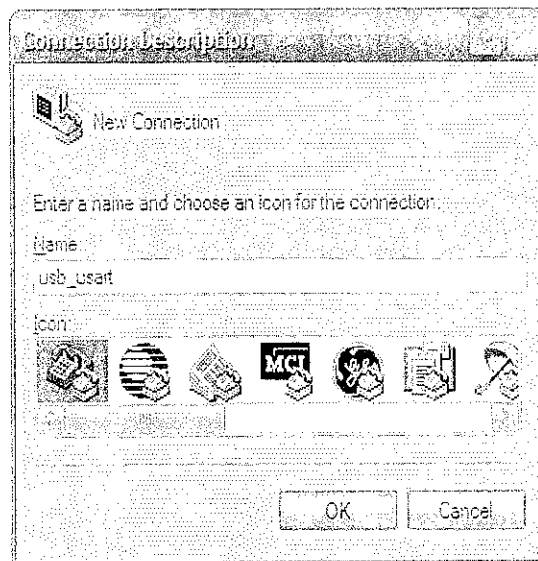 Connection Description
New Connection
Enter a name and choose an icon for the connection:
Name:
usb_usart
Icon:
MCI
OK
Cancel